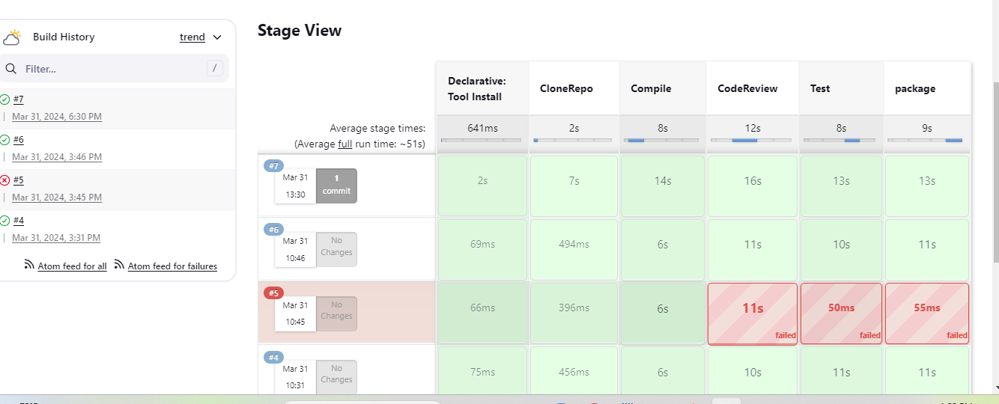 Build History
trend
Filter...
/
#7
Mar 31, 2024, 6:30 PM
#6
Mar 31, 2024, 3:46 PM
#5
Mar 31, 2024, 3:45 PM
#4
Mar 31, 2024, 3:31 PM
Atom feed for all
Atom feed for failures
Stage View
Declarative:
Tool Install
CloneRepo
Compile
CodeReview
Test
package
Average stage times:
(Average full run time: ~51s)
641ms
2s
8s
12s
8s
9s
#7
Mar 31
13:30
1
commit
2s
7s
14s
16s
13s
13s
#6
Mar 31
10:46
No
Changes
69ms
494ms
6s
11s
10s
11s
#5
Mar 31
10:45
No
Changes
66ms
396ms
6s
11s
failed
50ms
failed
55ms
failed
#4
Mar 31
10:31
No
Changes
75ms
456ms
6s
10s
11s
11s